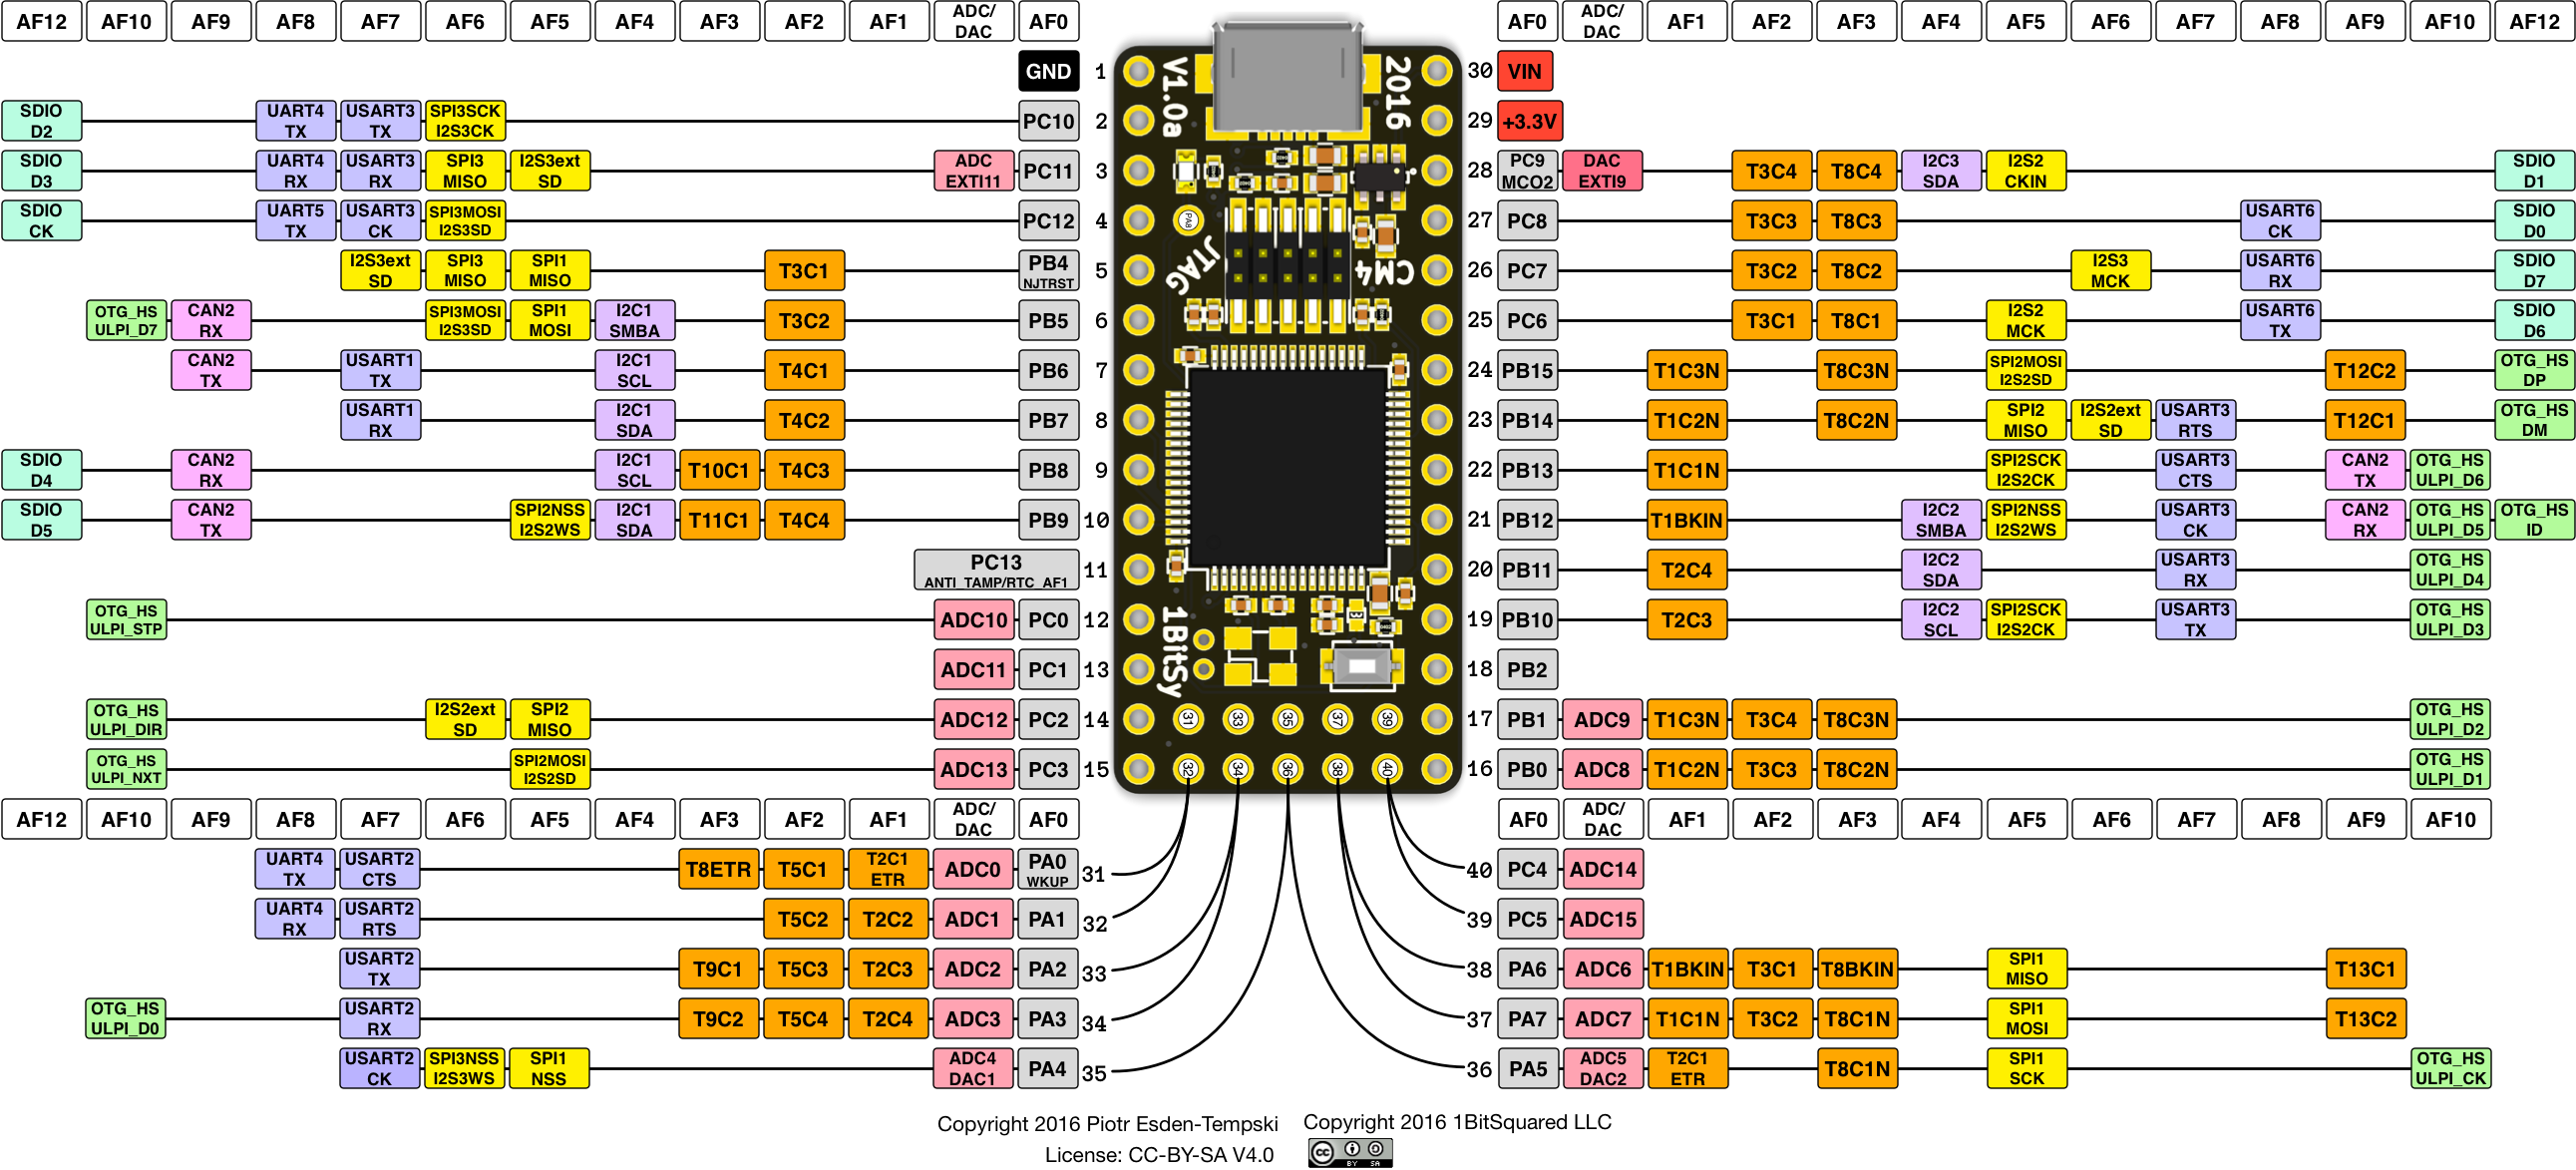 AF12 AF10 AF9 AF8 AF7 AF6 AF5 AF4 AF3 AF2 AF1 ADC/ DAC AF0
AF0 ADC/ DAC AF1 AF2 AF3 AF4 AF5 AF6 AF7 AF8 AF9 AF10 AF12
GND 1
30 VIN
SDIO D2 UART4 TX USART3 TX SPI3SCK I2S3CK PC10 2
29 +3.3V
SDIO D3 UART4 RX USART3 RX SPI3 MISO I2S3ext SD ADC EXTI11 PC11 3
28 PC9 MCO2 DAC EXTI9 T3C4 T8C4 I2C3 SDA I2S2 CKIN SDIO D1
SDIO CK UART5 TX USART3 CK SPI3MOSI I2S3SD PC12 4
27 PC8 T3C3 T8C3 USART6 CK SDIO D0
I2S3ext SD SPI3 MISO SPI1 MISO T3C1 PB4 NJTRST 5
26 PC7 T3C2 T8C2 I2S3 MCK USART6 RX SDIO D7
OTG_HS ULPI_D7 CAN2 RX SPI3MOSI I2S3SD SPI1 MOSI I2C1 SMBA T3C2 PB5 6
25 PC6 T3C1 T8C1 I2S2 MCK USART6 TX SDIO D6
CAN2 TX USART1 TX I2C1 SCL T4C1 PB6 7
24 PB15 T1C3N T8C3N SPI2MOSI I2S2SD T12C2 OTG_HS DP
USART1 RX I2C1 SDA T4C2 PB7 8
23 PB14 T1C2N T8C2N SPI2 MISO I2S2ext SD USART3 RTS T12C1 OTG_HS DM
SDIO D4 CAN2 RX I2C1 SCL T10C1 T4C3 PB8 9
22 PB13 T1C1N SPI2SCK I2S2CK USART3 CTS CAN2 TX OTG_HS ULPI_D6
SDIO D5 CAN2 TX SPI2NSS I2S2WS I2C1 SDA T11C1 T4C4 PB9 10
21 PB12 T1BKIN I2C2 SMBA SPI2NSS I2S2WS USART3 CK CAN2 RX OTG_HS ULPI_D5 OTG_HS ID
PC13 ANTI_TAMP/RTC_AF1 11
20 PB11 T2C4 I2C2 SDA USART3 RX OTG_HS ULPI_D4
OTG_HS ULPI_STP ADC10 PC0 12
19 PB10 T2C3 I2C2 SCL SPI2SCK I2S2CK USART3 TX OTG_HS ULPI_D3
ADC11 PC1 13
18 PB2
OTG_HS ULPI_DIR I2S2ext SD SPI2 MISO ADC12 PC2 14
17 PB1 ADC9 T1C3N T3C4 T8C3N OTG_HS ULPI_D2
OTG_HS ULPI_NXT SPI2MOSI I2S2SD ADC13 PC3 15
16 PB0 ADC8 T1C2N T3C3 T8C2N OTG_HS ULPI_D1
V1.0a
2016
PA8
JTAG
CM4
1BitSy
31 33 35 37 39
32 34 36 38 40
AF12 AF10 AF9 AF8 AF7 AF6 AF5 AF4 AF3 AF2 AF1 ADC/ DAC AF0
AF0 ADC/ DAC AF1 AF2 AF3 AF4 AF5 AF6 AF7 AF8 AF9 AF10
UART4 TX USART2 CTS T8ETR T5C1 T2C1 ETR ADC0 PA0 WKUP 31
40 PC4 ADC14
UART4 RX USART2 RTS T5C2 T2C2 ADC1 PA1 32
39 PC5 ADC15
USART2 TX T9C1 T5C3 T2C3 ADC2 PA2 33
38 PA6 ADC6 T1BKIN T3C1 T8BKIN SPI1 MISO T13C1
OTG_HS ULPI_D0 USART2 RX T9C2 T5C4 T2C4 ADC3 PA3 34
37 PA7 ADC7 T1C1N T3C2 T8C1N SPI1 MOSI T13C2
USART2 CK SPI3NSS I2S3WS SPI1 NSS ADC4 DAC1 PA4 35
36 PA5 ADC5 DAC2 T2C1 ETR T8C1N SPI1 SCK OTG_HS ULPI_CK
Copyright 2016 Piotr Esden-Tempski Copyright 2016 1BitSquared LLC
License: CC-BY-SA V4.0 cc BY SA